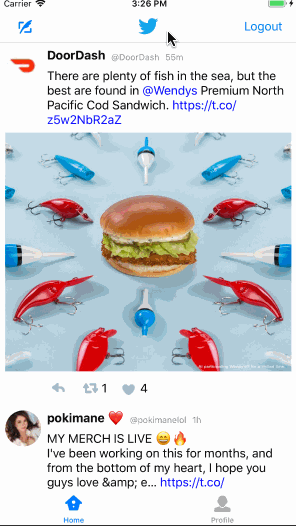 Carrier 3:26 PM
Logout
DoorDash @DoorDash 55m
There are plenty of fish in the sea, but the
best are found in @Wendys Premium North
Pacific Cod Sandwich. https://t.co/
z5w2NbR2aZ
1 4
pokimane ❤️ @pokimanelol 1h
MY MERCH IS LIVE 😄🔥
I've been working on this for months, and
from the bottom of my heart, I hope you
guys love &amp; e... https://t.co/
Home Profile